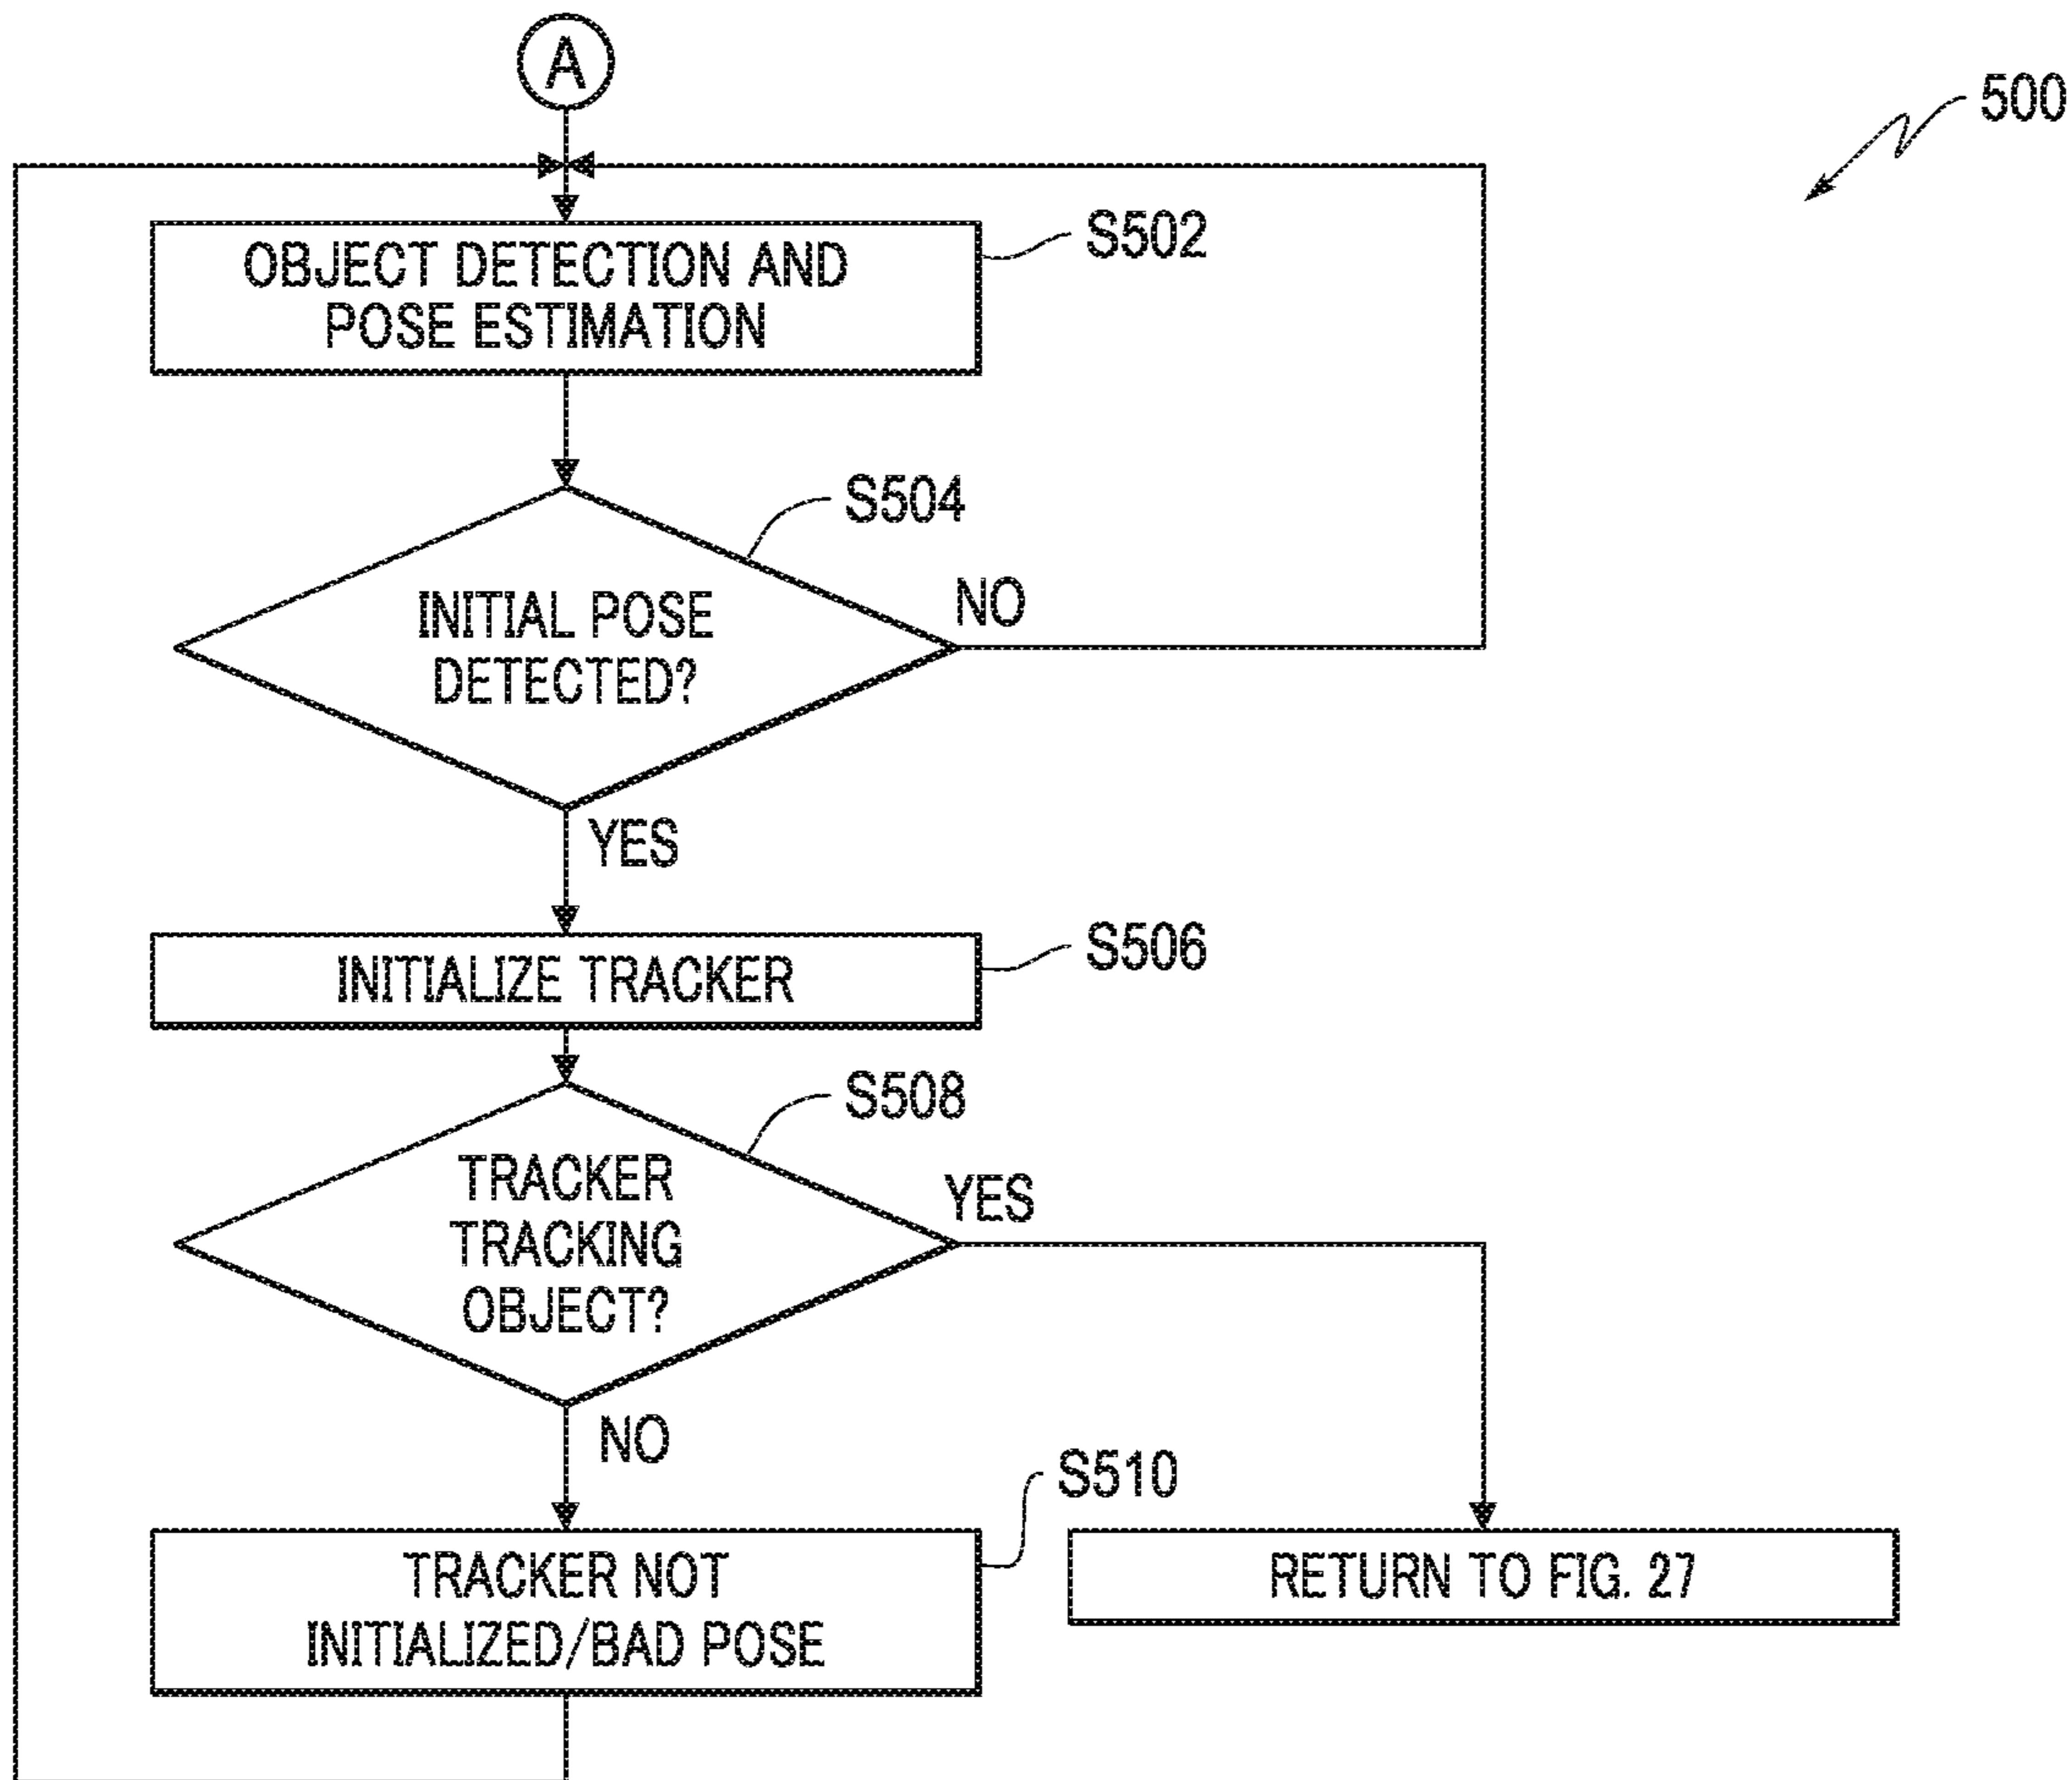 A
500
OBJECT DETECTION AND
POSE ESTIMATION
S502
S504
INITIAL POSE
DETECTED?
NO
YES
INITIALIZE TRACKER
S506
S508
TRACKER
TRACKING
OBJECT?
YES
NO
S510
TRACKER NOT
INITIALIZED/BAD POSE
RETURN TO FIG. 27